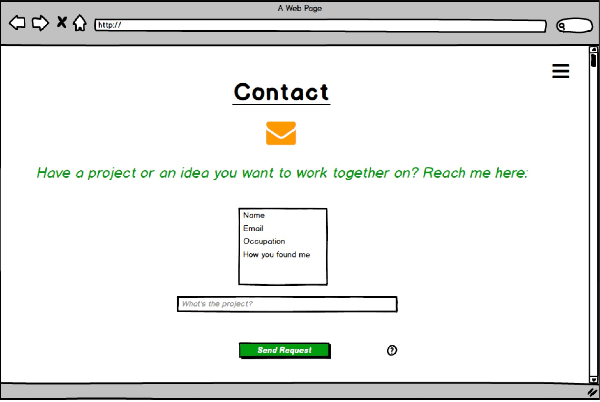 A Web Page
http://
Contact
Have a project or an idea you want to work together on? Reach me here:
Name
Email
Occupation
How you found me
What's the project?
Send Request
?